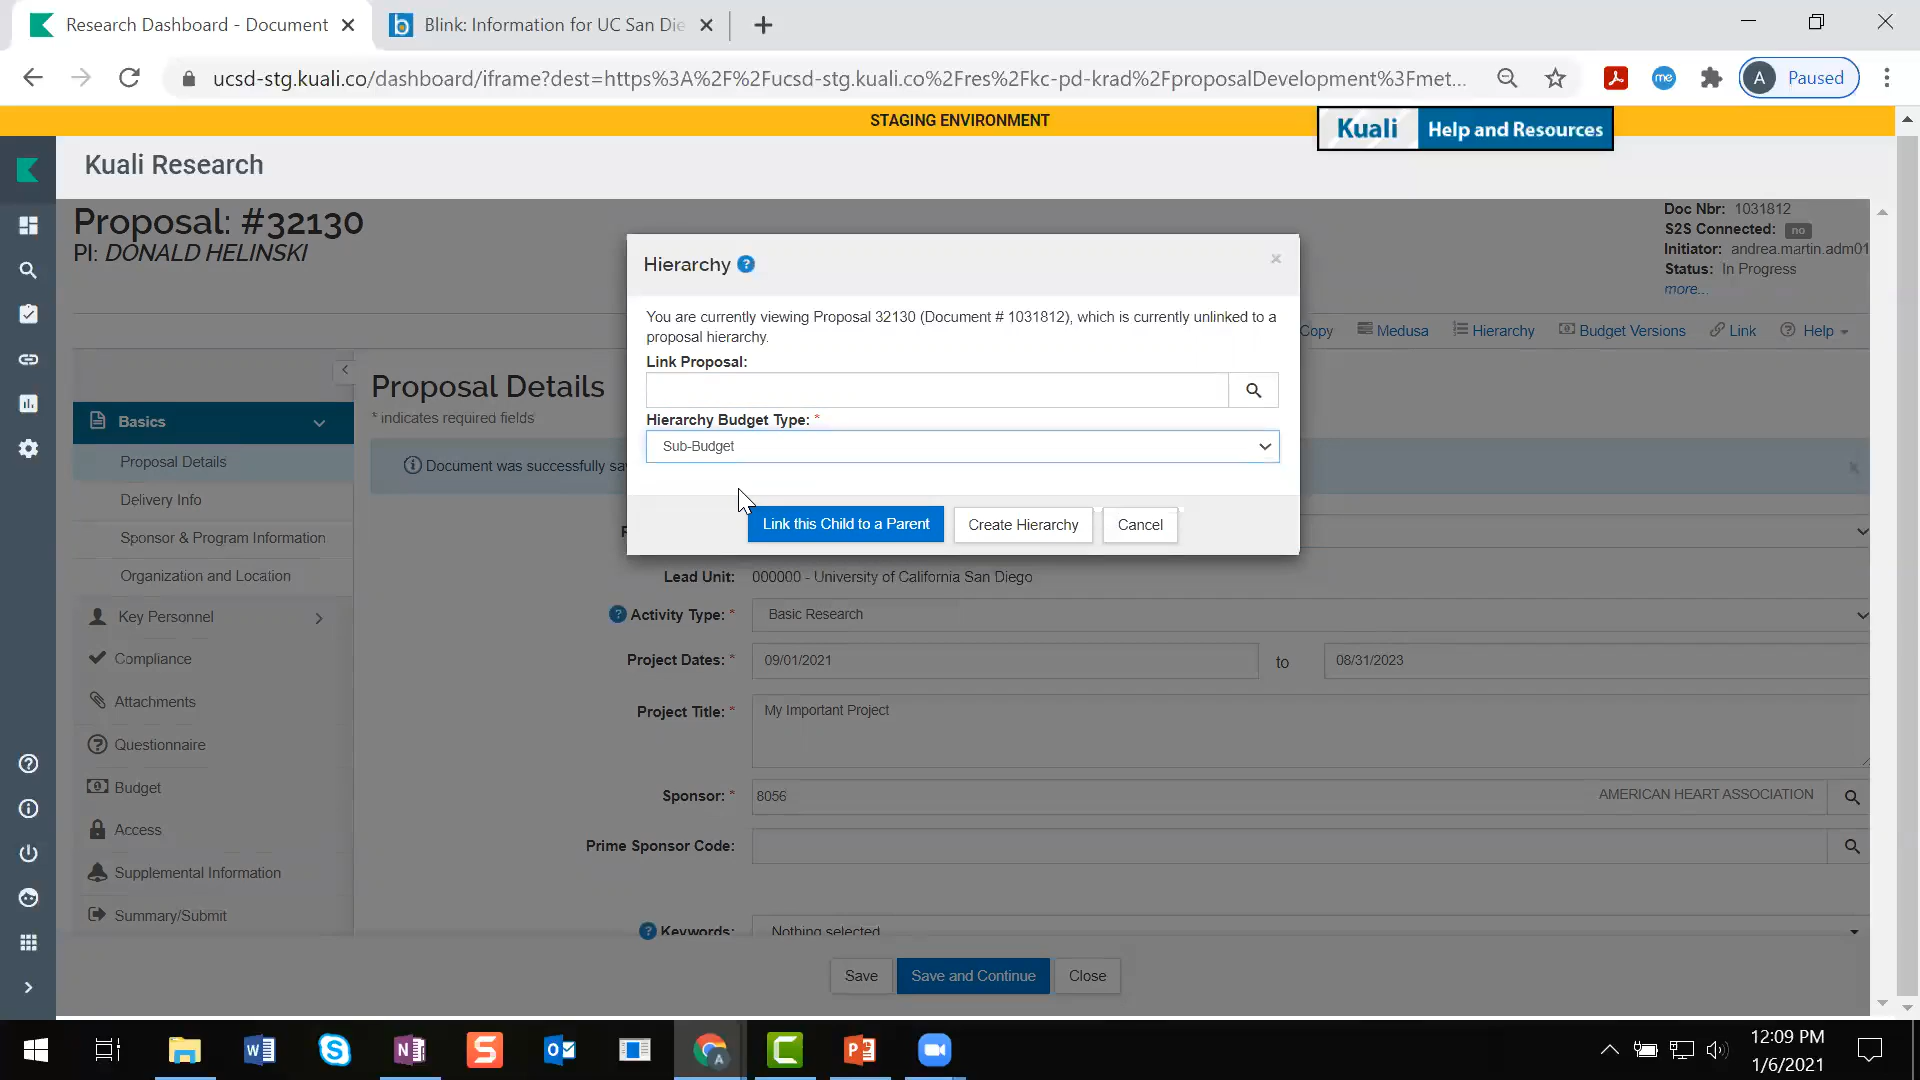 Research Dashboard - Document
Blink: Information for UC San Die
ucsd-stg.kuali.co/dashboard/iframe?dest=https%3A%2F%2Fucsd-stg.kuali.co%2Fres%2Fkc-pd-krad%2FproposalDevelopment%3Fmet...
me
A Paused
STAGING ENVIRONMENT
Kuali Help and Resources
Kuali Research
Proposal: #32130
PI: DONALD HELINSKI
Doc Nbr: 1031812
S2S Connected: no
Initiator: andrea.martin.adm01
Status: In Progress
more...
Copy Medusa Hierarchy Budget Versions Link Help
Hierarchy ?
You are currently viewing Proposal 32130 (Document # 1031812), which is currently unlinked to a
proposal hierarchy.
Link Proposal:
Hierarchy Budget Type: *
Sub-Budget
Link this Child to a Parent
Create Hierarchy
Cancel
Basics
Proposal Details
Delivery Info
Sponsor & Program Information
Organization and Location
Key Personnel
Compliance
Attachments
Questionnaire
Budget
Access
Supplemental Information
Summary/Submit
Proposal Details
* indicates required fields
Document was successfully sa
Lead Unit: 000000 - University of California San Diego
? Activity Type: * Basic Research
Project Dates: * 09/01/2021 to 08/31/2023
Project Title: * My Important Project
Sponsor: * 8056 AMERICAN HEART ASSOCIATION
Prime Sponsor Code:
? Keywords: Nothing selected
Save
Save and Continue
Close
12:09 PM
1/6/2021